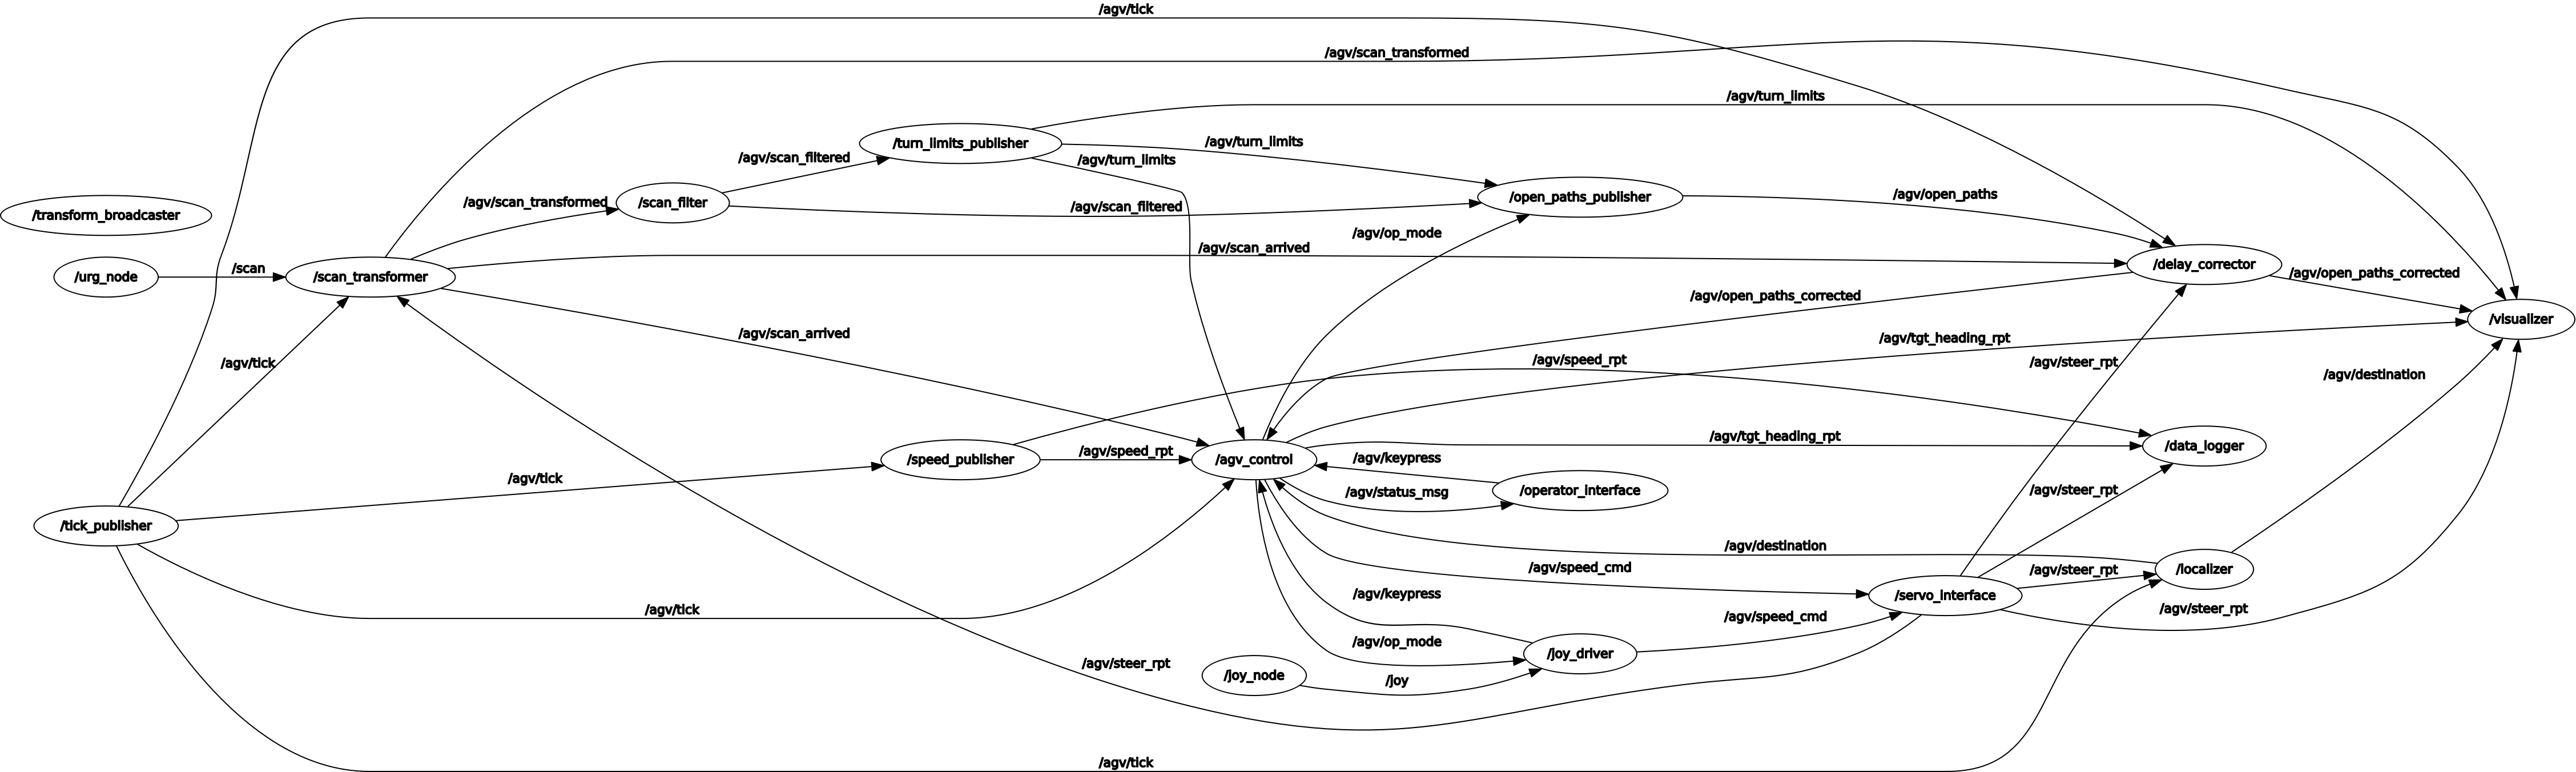 /agv/tick
/agv/scan_transformed
/agv/turn_limits
/turn_limits_publisher
/agv/turn_limits
/agv/scan_filtered
/agv/turn_limits
/agv/scan_transformed
/scan_filter
/agv/scan_filtered
/open_paths_publisher
/agv/open_paths
/transform_broadcaster
/agv/op_mode
/agv/scan_arrived
/urg_node
/scan
/scan_transformer
/delay_corrector
/agv/open_paths_corrected
/agv/open_paths_corrected
/visualizer
/agv/scan_arrived
/agv/tgt_heading_rpt
/agv/tick
/agv/speed_rpt
/agv/steer_rpt
/agv/destination
/agv/tgt_heading_rpt
/data_logger
/speed_publisher
/agv/speed_rpt
/agv_control
/agv/keypress
/agv/tick
/agv/status_msg
/operator_interface
/agv/steer_rpt
/tick_publisher
/agv/destination
/agv/speed_cmd
/agv/steer_rpt
/localizer
/agv/keypress
/servo_interface
/agv/tick
/agv/steer_rpt
/agv/speed_cmd
/agv/op_mode
/joy_driver
/agv/steer_rpt
/joy_node
/joy
/agv/tick